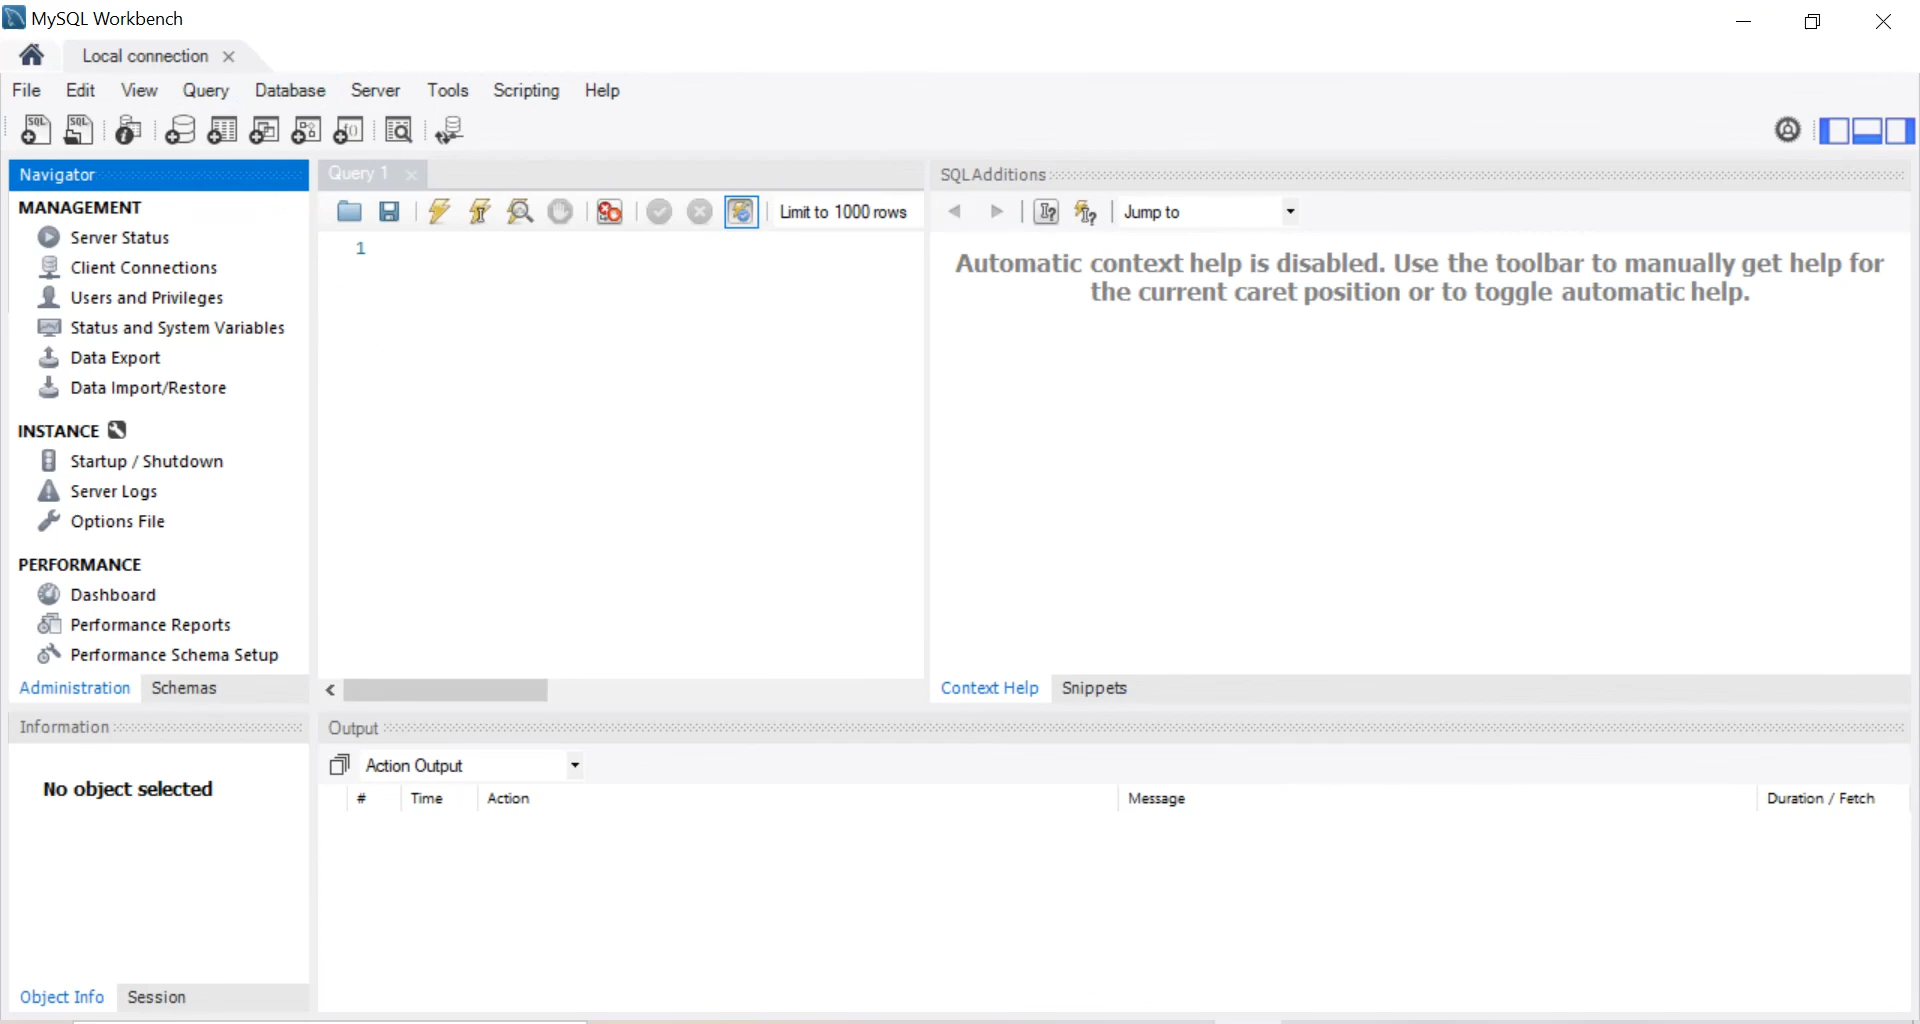 MySQL Workbench
Local connection
File Edit View Query Database Server Tools Scripting Help
SQL SQL
Navigator
MANAGEMENT
Server Status
Client Connections
Users and Privileges
Status and System Variables
Data Export
Data Import/Restore
INSTANCE
Startup / Shutdown
Server Logs
Options File
PERFORMANCE
Dashboard
Performance Reports
Performance Schema Setup
Administration Schemas
Query 1
Limit to 1000 rows
1
SQLAdditions
Jump to
Automatic context help is disabled. Use the toolbar to manually get help for
the current caret position or to toggle automatic help.
Context Help Snippets
Information
No object selected
Object Info Session
Output
Action Output
# Time Action Message Duration / Fetch